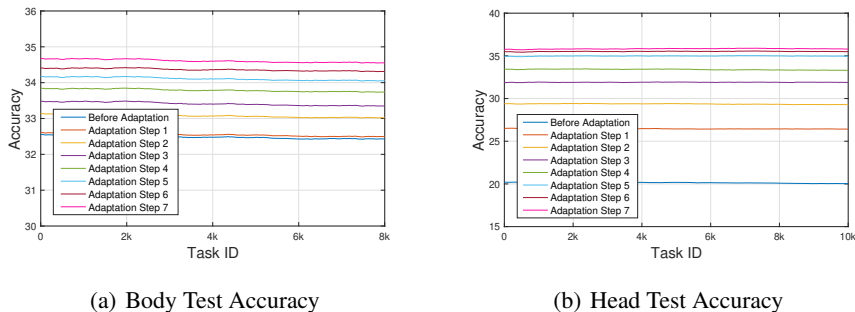 36
35
34
33
32
31
30
Accuracy
Before Adaptation
Adaptation Step 1
Adaptation Step 2
Adaptation Step 3
Adaptation Step 4
Adaptation Step 5
Adaptation Step 6
Adaptation Step 7
0 2k 4k 6k 8k
Task ID
(a) Body Test Accuracy
40
35
30
25
20
15
Accuracy
Before Adaptation
Adaptation Step 1
Adaptation Step 2
Adaptation Step 3
Adaptation Step 4
Adaptation Step 5
Adaptation Step 6
Adaptation Step 7
0 2k 4k 6k 8k 10k
Task ID
(b) Head Test Accuracy